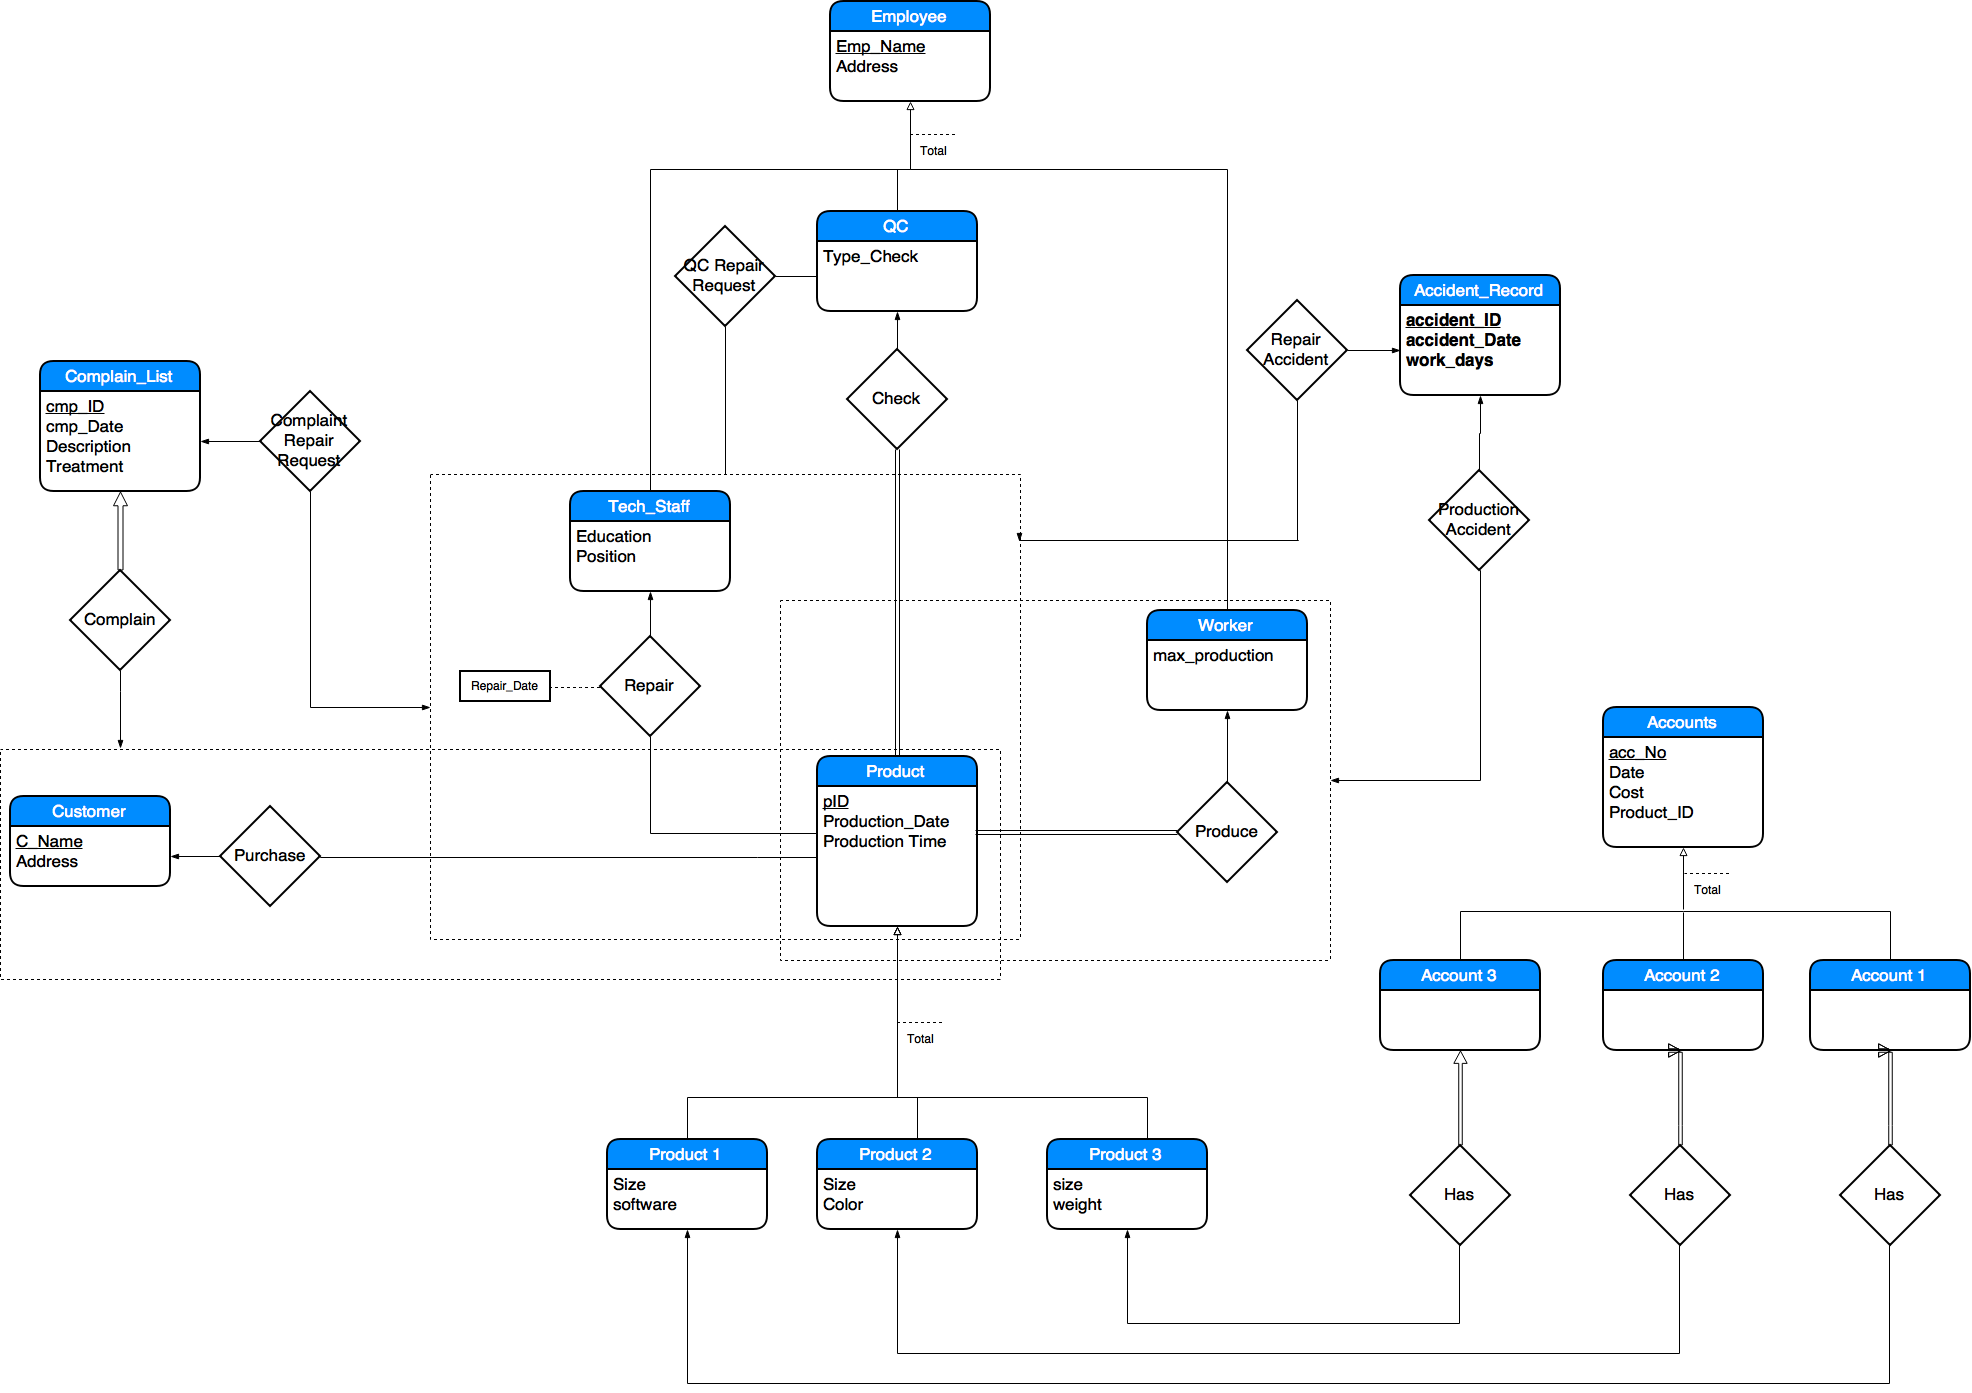 Employee
Emp_Name
Address
Total
QC
Type_Check
QC Repair
Request
Accident_Record
accident_ID
accident_Date
work_days
Repair
Accident
Complain_List
cmp_ID
cmp_Date
Description
Treatment
Complaint
Repair
Request
Check
Tech_Staff
Education
Position
Production
Accident
Complain
Worker
max_production
Repair_Date
Repair
Accounts
acc_No
Date
Cost
Product_ID
Product
pID
Production_Date
Production Time
Customer
C_Name
Address
Purchase
Produce
Total
Account 3
Account 2
Account 1
Total
Product 1
Size
software
Product 2
Size
Color
Product 3
size
weight
Has
Has
Has